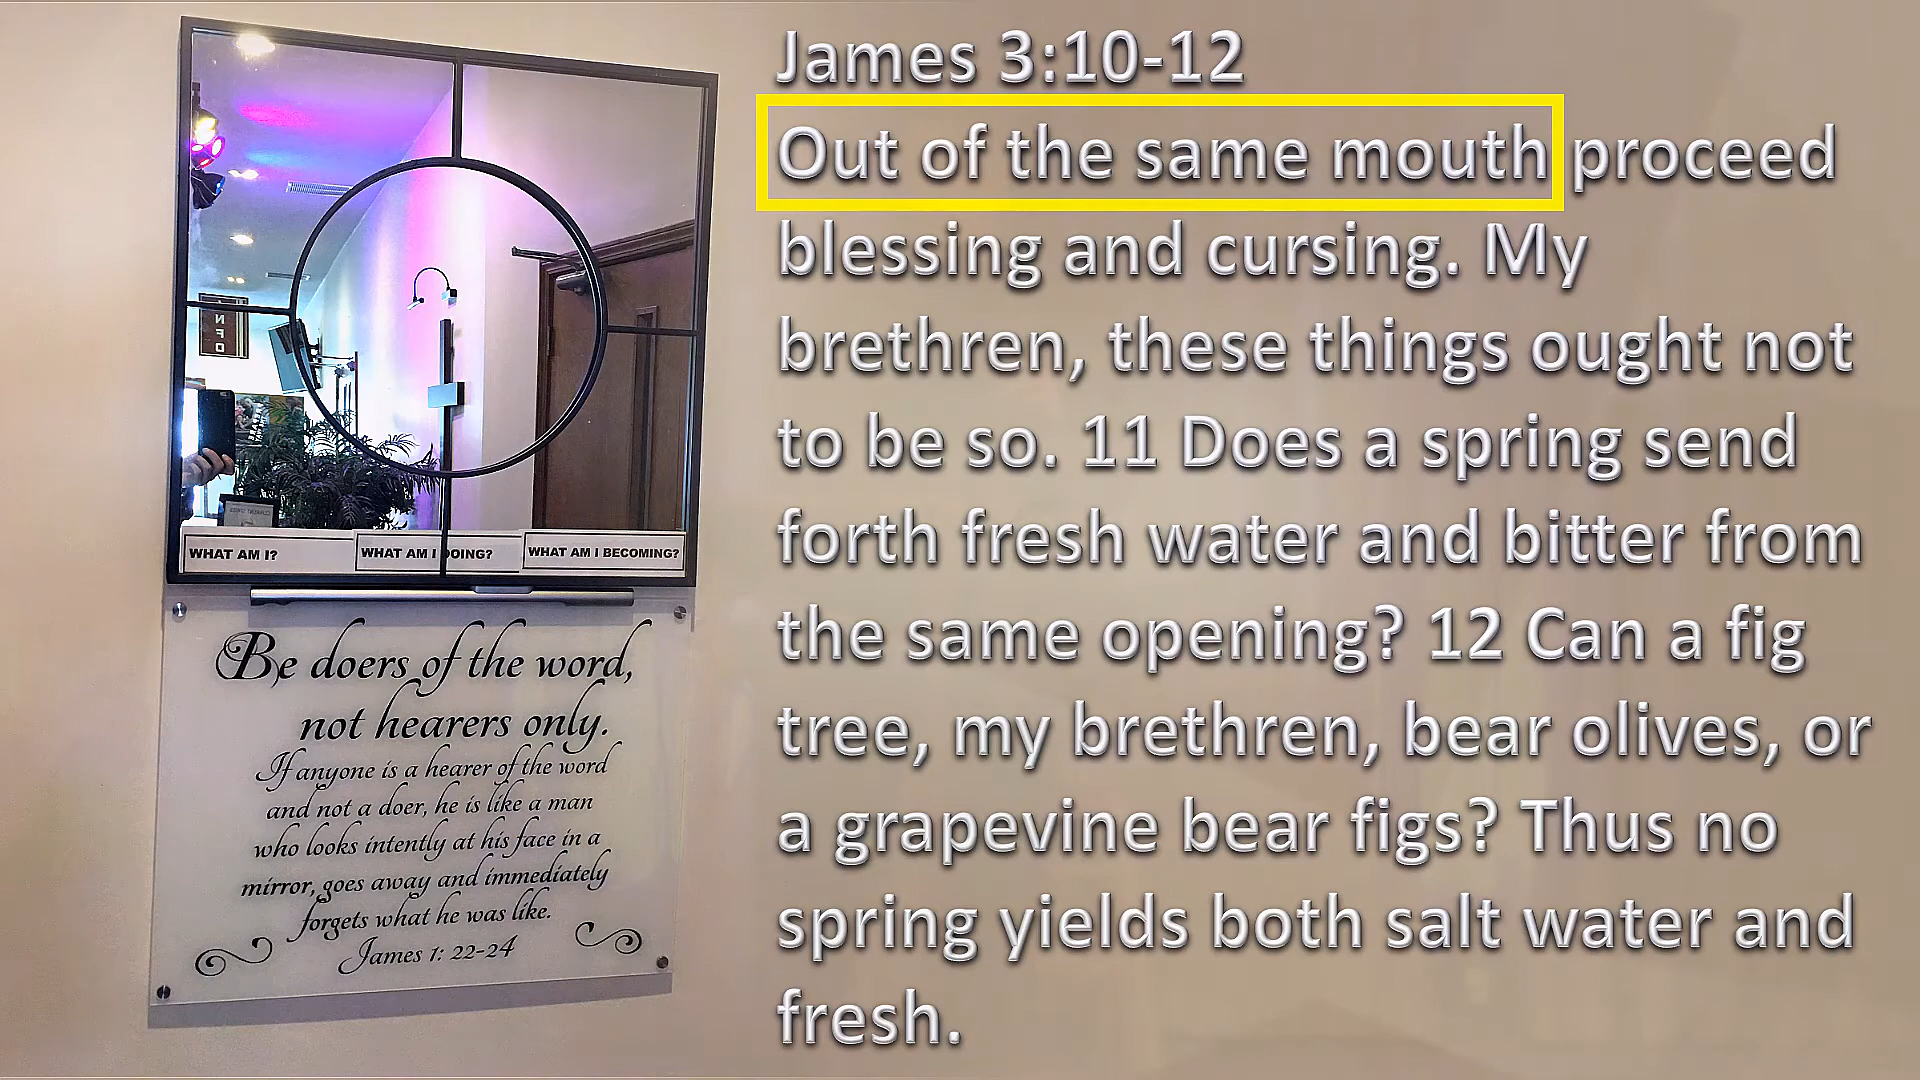 James 3:10-12
Out of the same mouth proceed
blessing and cursing. My
brethren, these things ought not
to be so. 11 Does a spring send
forth fresh water and bitter from
the same opening? 12 Can a fig
tree, my brethren, bear olives, or
a grapevine bear figs? Thus no
spring yields both salt water and
fresh.
WHAT AM I?
WHAT AM I DOING?
WHAT AM I BECOMING?
Be doers of the word,
not hearers only.
If anyone is a hearer of the word
and not a doer, he is like a man
who looks intently at his face in a
mirror, goes away and immediately
forgets what he was like.
James 1: 22-24